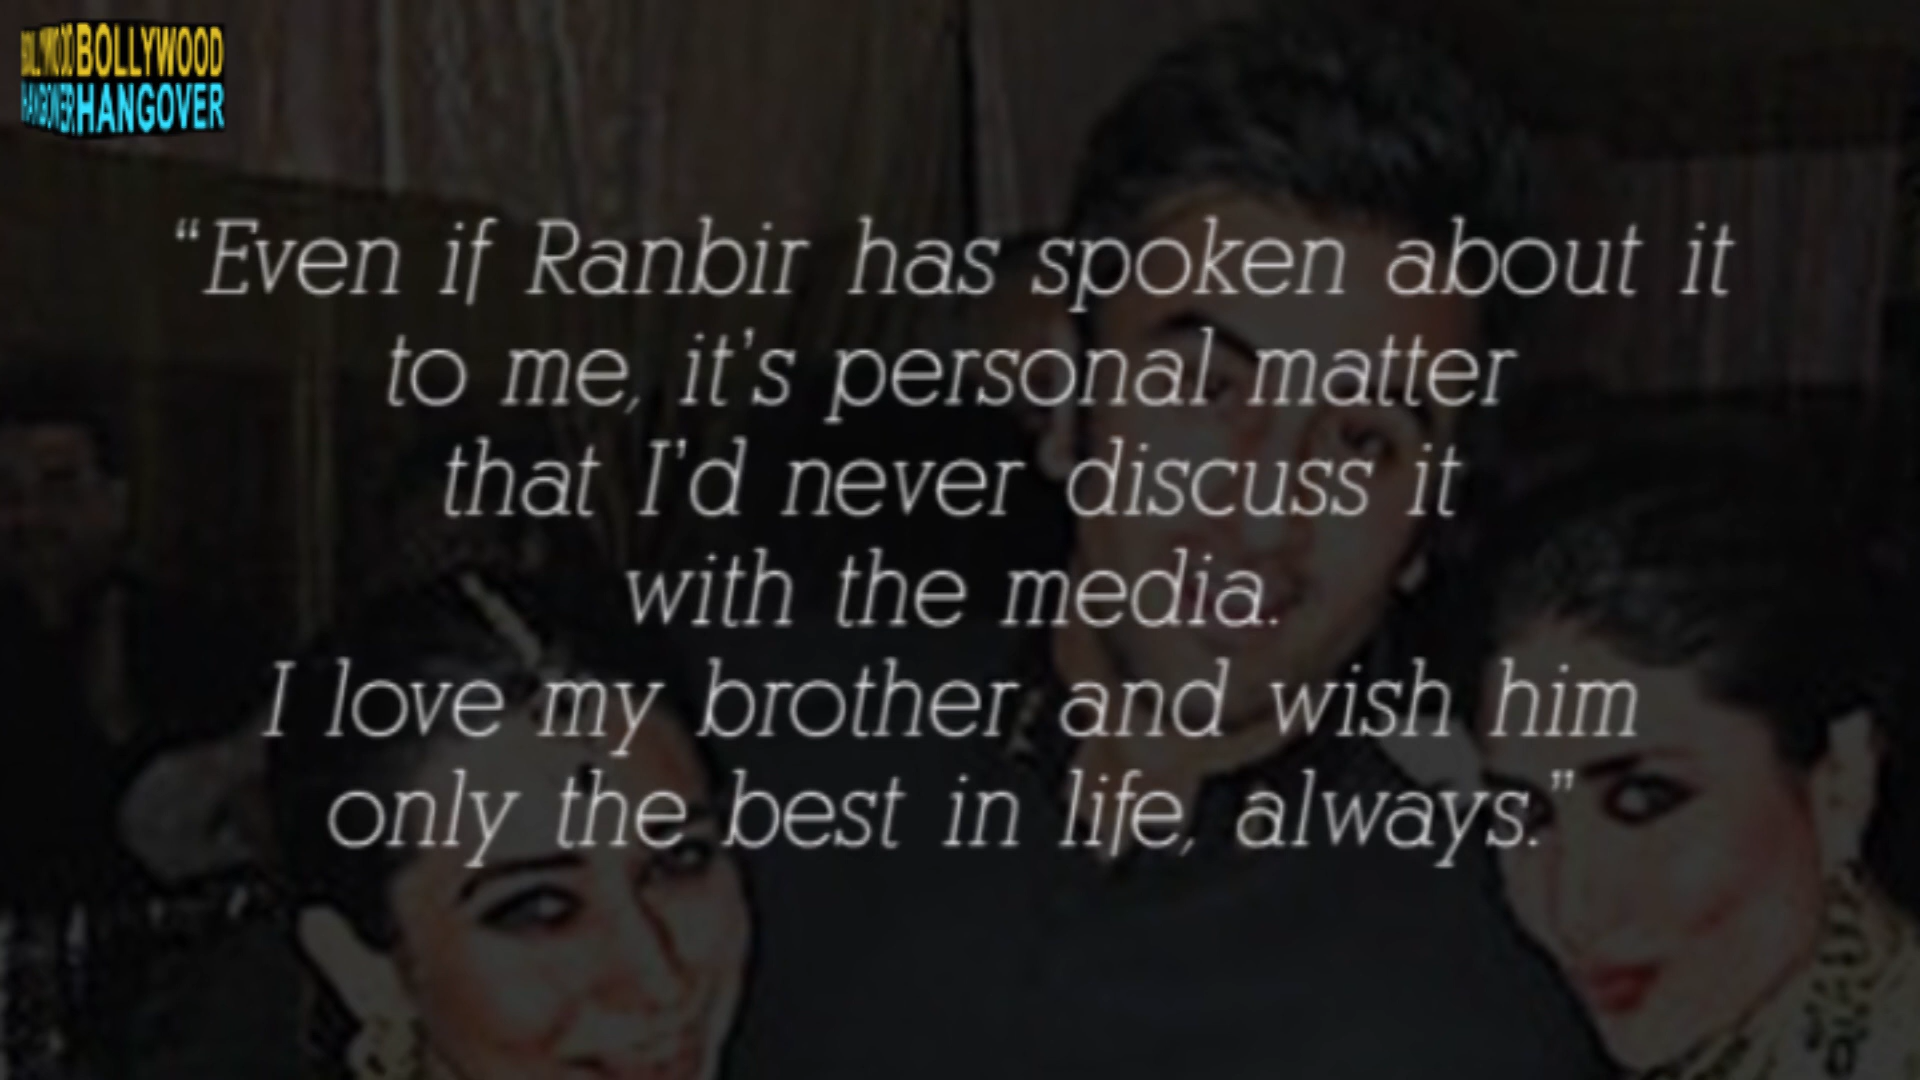 BOLLYWOOD
HANGOVER
“Even if Ranbir has spoken about it
to me, it's personal matter
that I'd never discuss it
with the media.
I love my brother and wish him
only the best in life, always.”